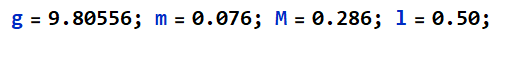 g = 9.80556; m = 0.076; M = 0.286; l = 0.50;